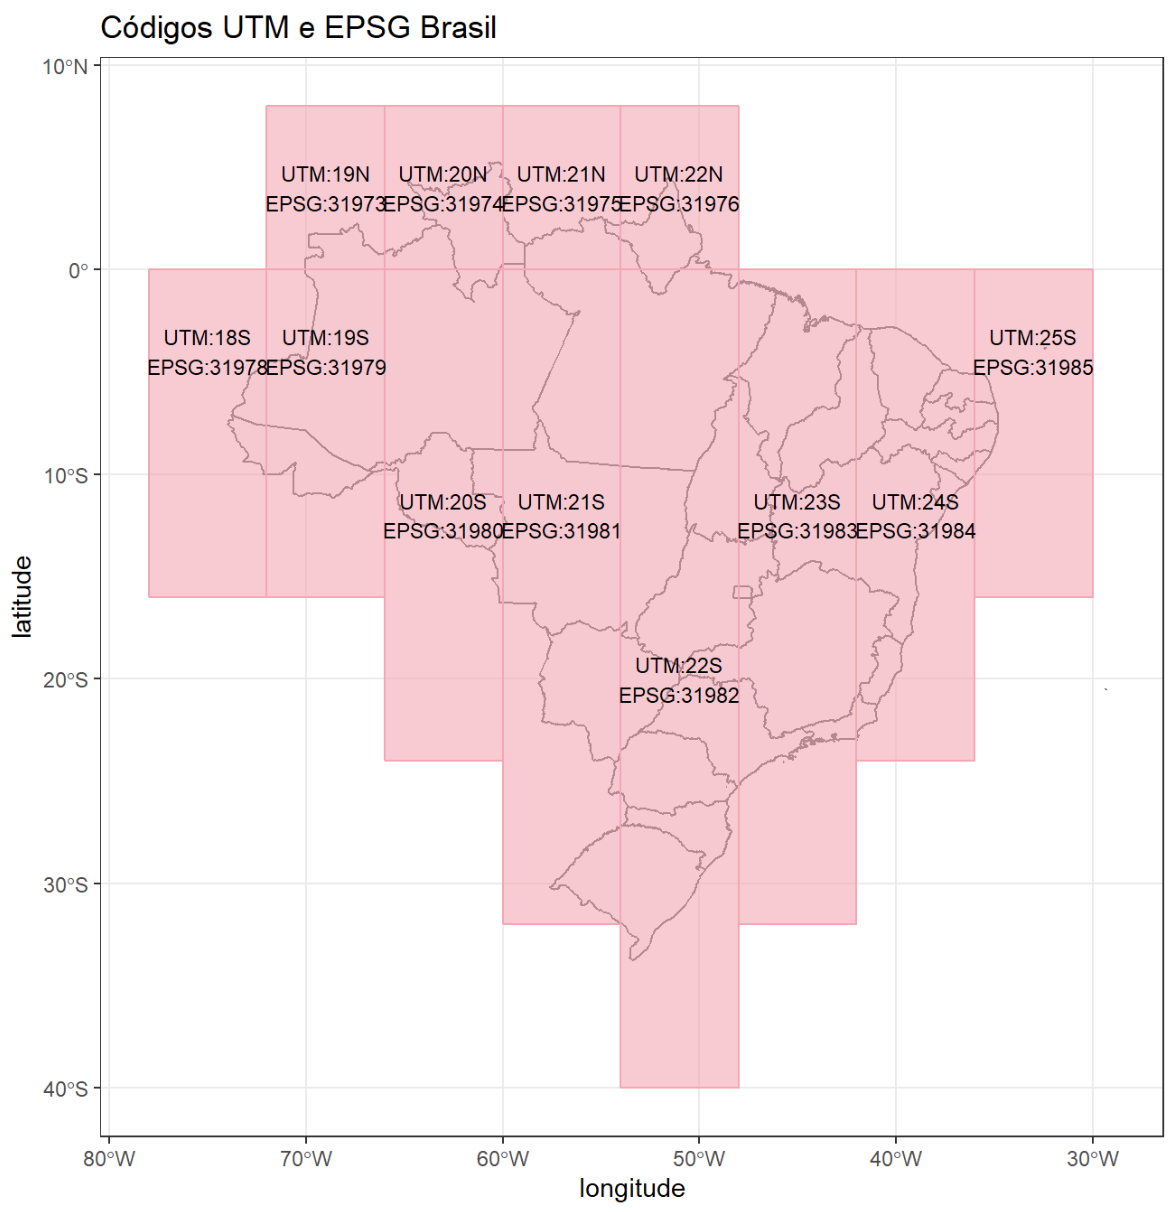 Códigos UTM e EPSG Brasil
10°N
0°
10°S
20°S
30°S
40°S
latitude
UTM:19N
EPSG:31973
UTM:20N
EPSG:31974
UTM:21N
EPSG:31975
UTM:22N
EPSG:31976
UTM:18S
EPSG:31978
UTM:19S
EPSG:31979
UTM:25S
EPSG:31985
UTM:20S
EPSG:31980
UTM:21S
EPSG:31981
UTM:23S
EPSG:31983
UTM:24S
EPSG:31984
UTM:22S
EPSG:31982
80°W
70°W
60°W
50°W
40°W
30°W
longitude